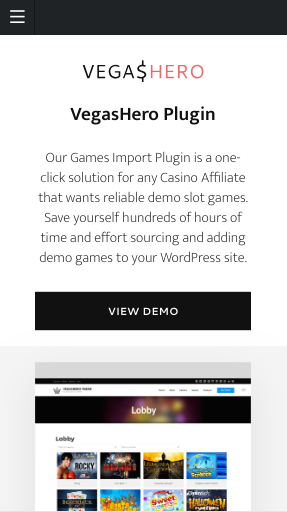 VEGA$HERO
VegasHero Plugin
Our Games Import Plugin is a one-
click solution for any Casino Affiliate
that wants reliable demo slot games.
Save yourself hundreds of hours of
time and effort sourcing and adding
demo games to your WordPress site.
VIEW DEMO
Lobby
Lobby
ROCKY